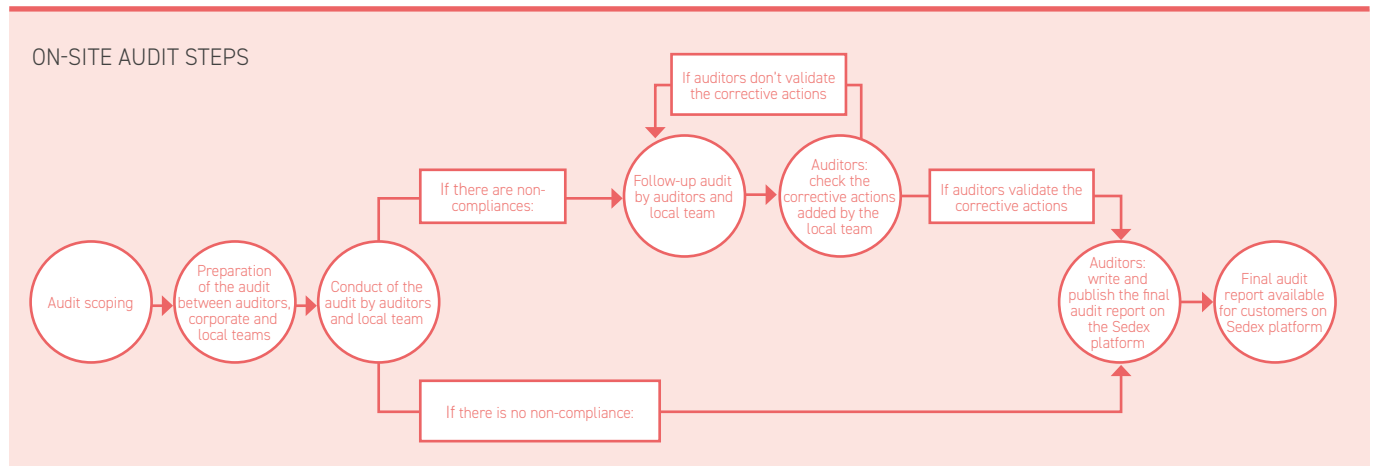 ON-SITE AUDIT STEPS
If auditors don't validate
the corrective actions
If there are non-
compliances:
Follow-up audit
by auditors and
local team
Auditors:
check the
corrective actions
added by the
local team
If auditors validate the
corrective actions
Audit scoping
Preparation
of the audit
between auditors,
corporate and
local teams
Conduct of the
audit by auditors
and local team
Auditors:
write and
publish the final
audit report on
the Sedex
platform
Final audit
report available
for customers on
Sedex platform
If there is no non-compliance: